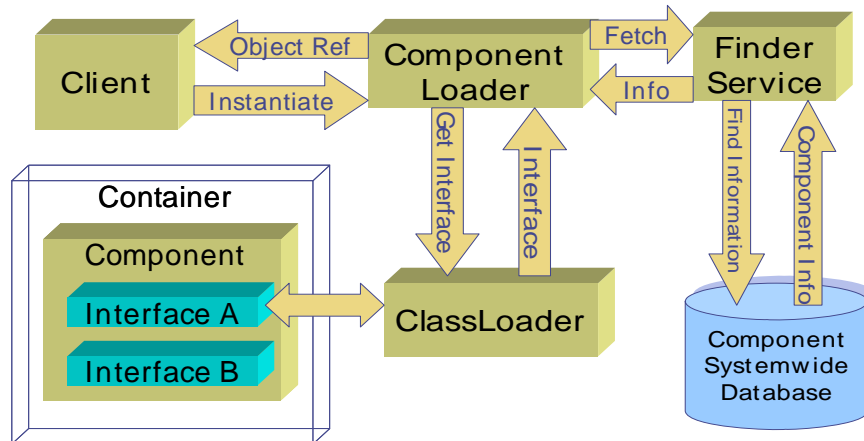 Client
Object Ref
Instantiate
Component
Loader
Fetch
Info
Finder
Service
Get Interface
Interface
Find Information
Component Info
Container
Component
Interface A
Interface B
ClassLoader
Component
Systemwide
Database